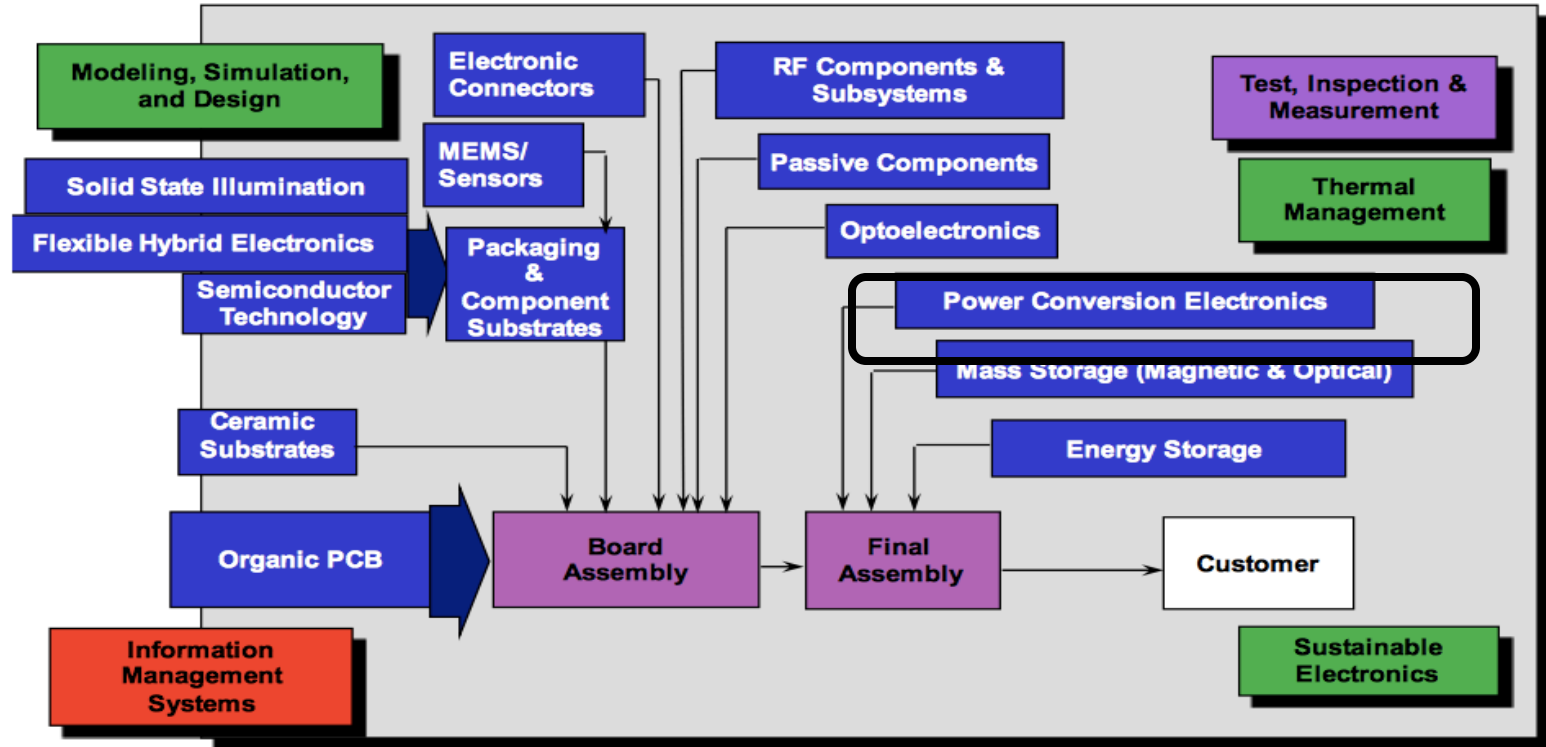 Modeling, Simulation,
and Design
Electronic
Connectors
RF Components &
Subsystems
Test, Inspection &
Measurement
MEMS/
Sensors
Passive Components
Solid State Illumination
Thermal
Management
Flexible Hybrid Electronics
Optoelectronics
Packaging
&
Component
Substrates
Semiconductor
Technology
Power Conversion Electronics
Mass Storage (Magnetic & Optical)
Ceramic
Substrates
Energy Storage
Organic PCB
Board
Assembly
Final
Assembly
Customer
Information
Management
Systems
Sustainable
Electronics